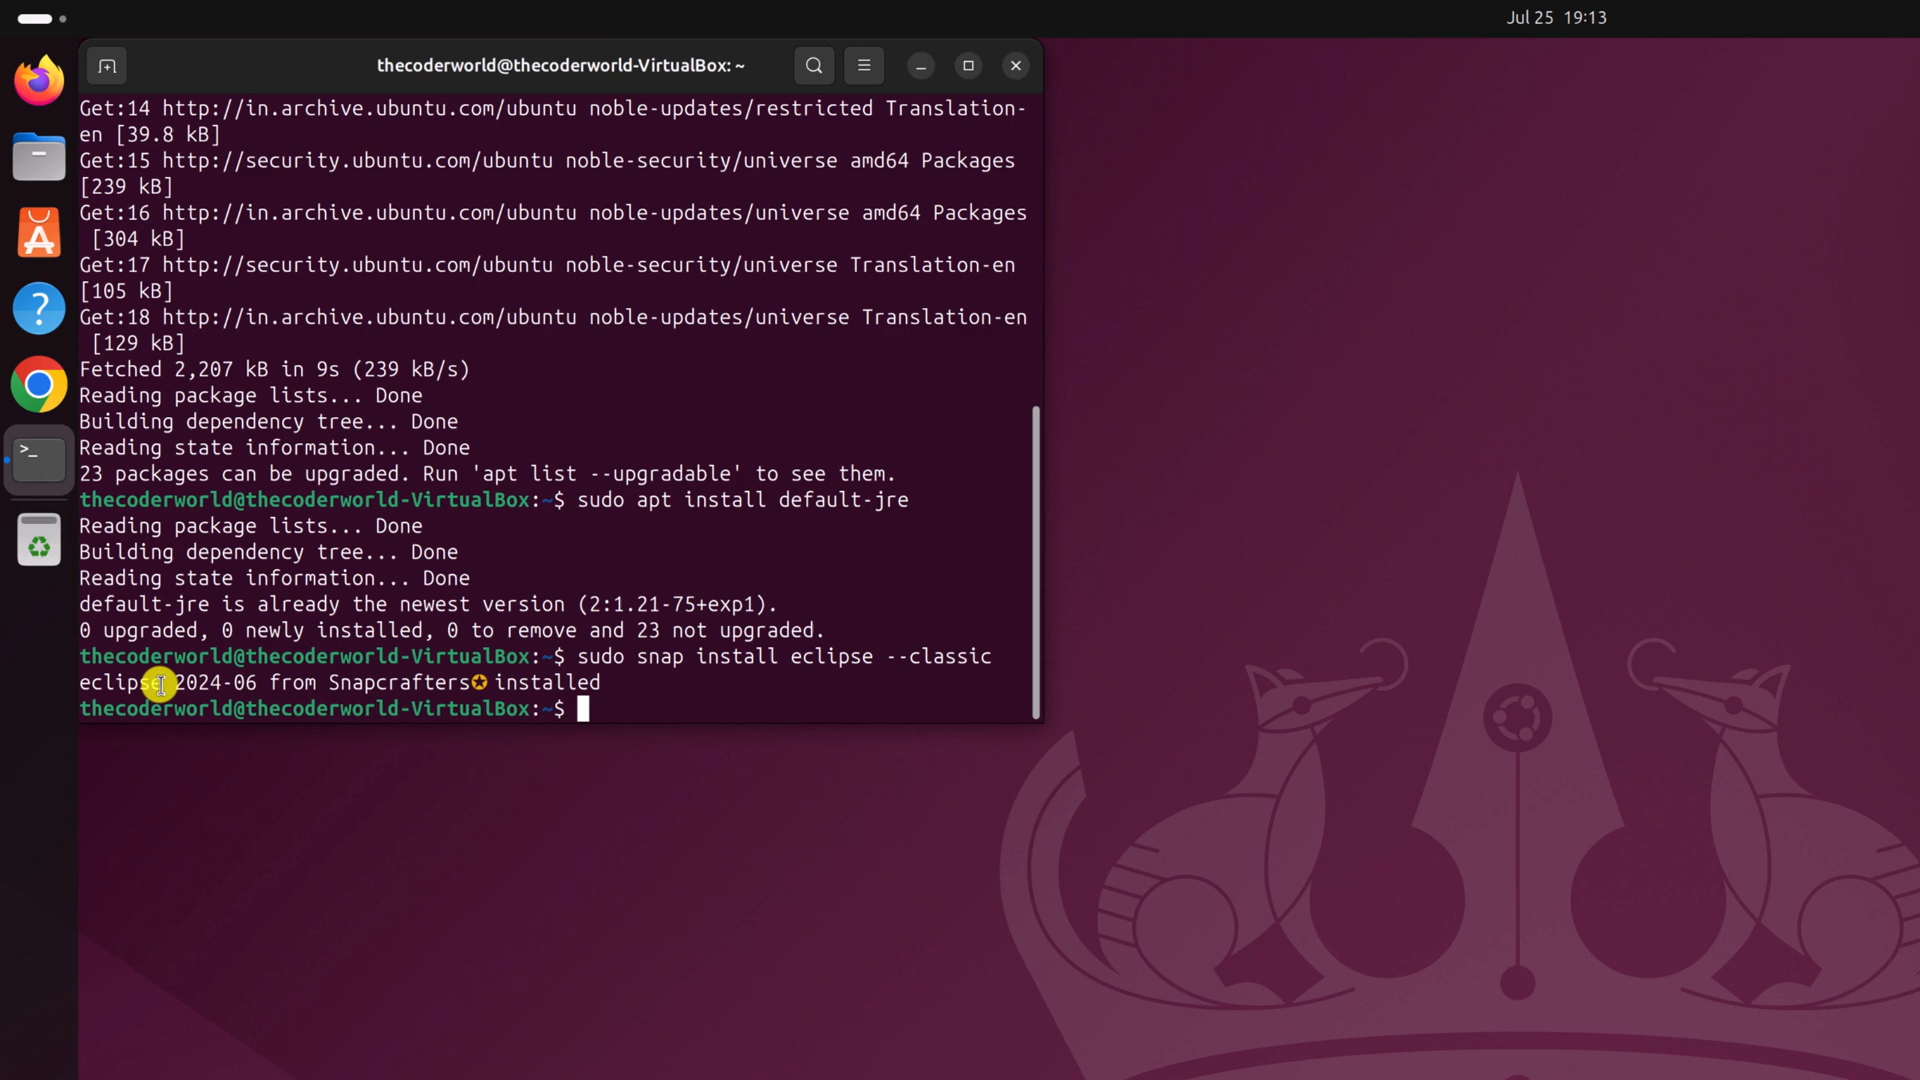 Jul 25 19:13
thecoderworld@thecoderworld-VirtualBox: ~
Get:14 http://in.archive.ubuntu.com/ubuntu noble-updates/restricted Translation-
en [39.8 kB]
Get:15 http://security.ubuntu.com/ubuntu noble-security/universe amd64 Packages
[239 kB]
Get:16 http://in.archive.ubuntu.com/ubuntu noble-updates/universe amd64 Packages
[304 kB]
Get:17 http://security.ubuntu.com/ubuntu noble-security/universe Translation-en
[105 kB]
Get:18 http://in.archive.ubuntu.com/ubuntu noble-updates/universe Translation-en
[129 kB]
Fetched 2,207 kB in 9s (239 kB/s)
Reading package lists... Done
Building dependency tree... Done
Reading state information... Done
23 packages can be upgraded. Run 'apt list --upgradable' to see them.
thecoderworld@thecoderworld-VirtualBox:~$ sudo apt install default-jre
Reading package lists... Done
Building dependency tree... Done
Reading state information... Done
default-jre is already the newest version (2:1.21-75+exp1).
0 upgraded, 0 newly installed, 0 to remove and 23 not upgraded.
thecoderworld@thecoderworld-VirtualBox:~$ sudo snap install eclipse --classic
eclipse 2024-06 from Snapcrafters✪ installed
thecoderworld@thecoderworld-VirtualBox:~$